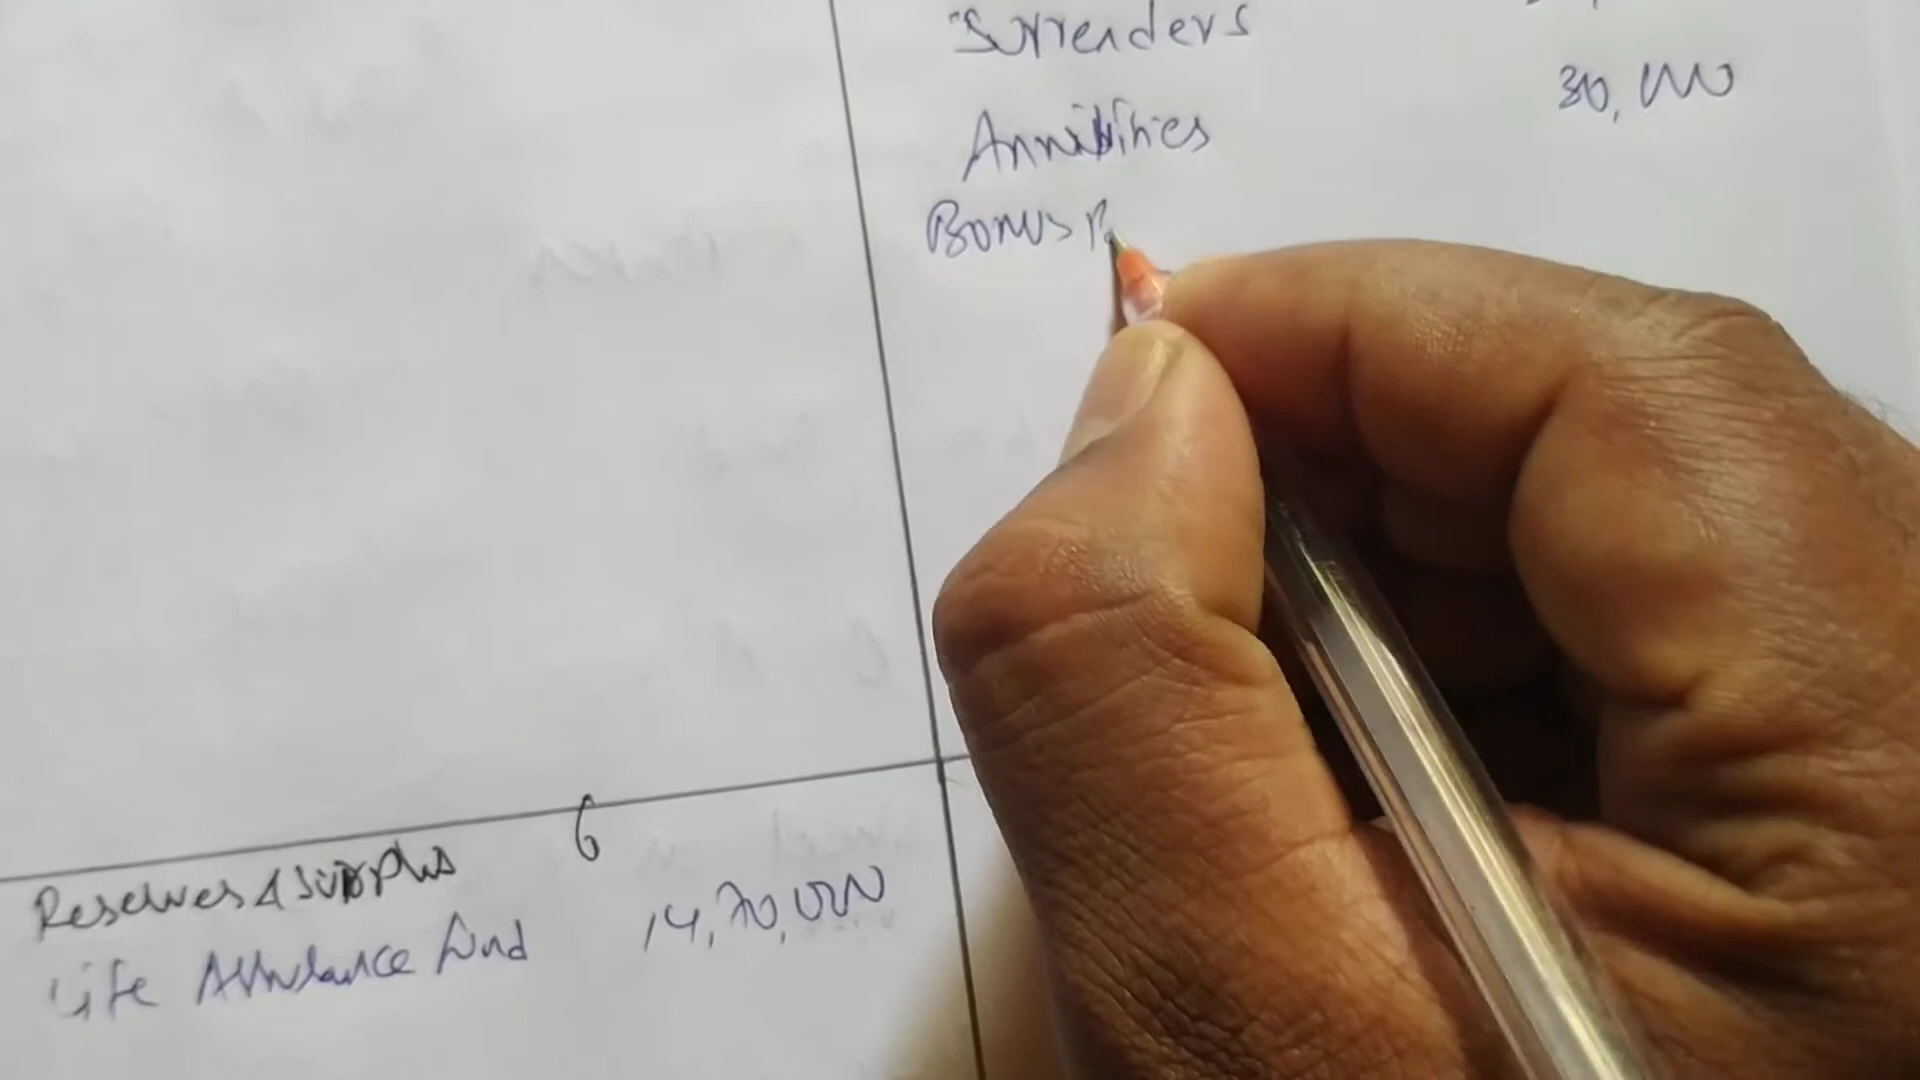 Surrenders
30,000
Annuities
Bonus P
Reserves & Surplus 6
Life Assurance Fund 14,70,000